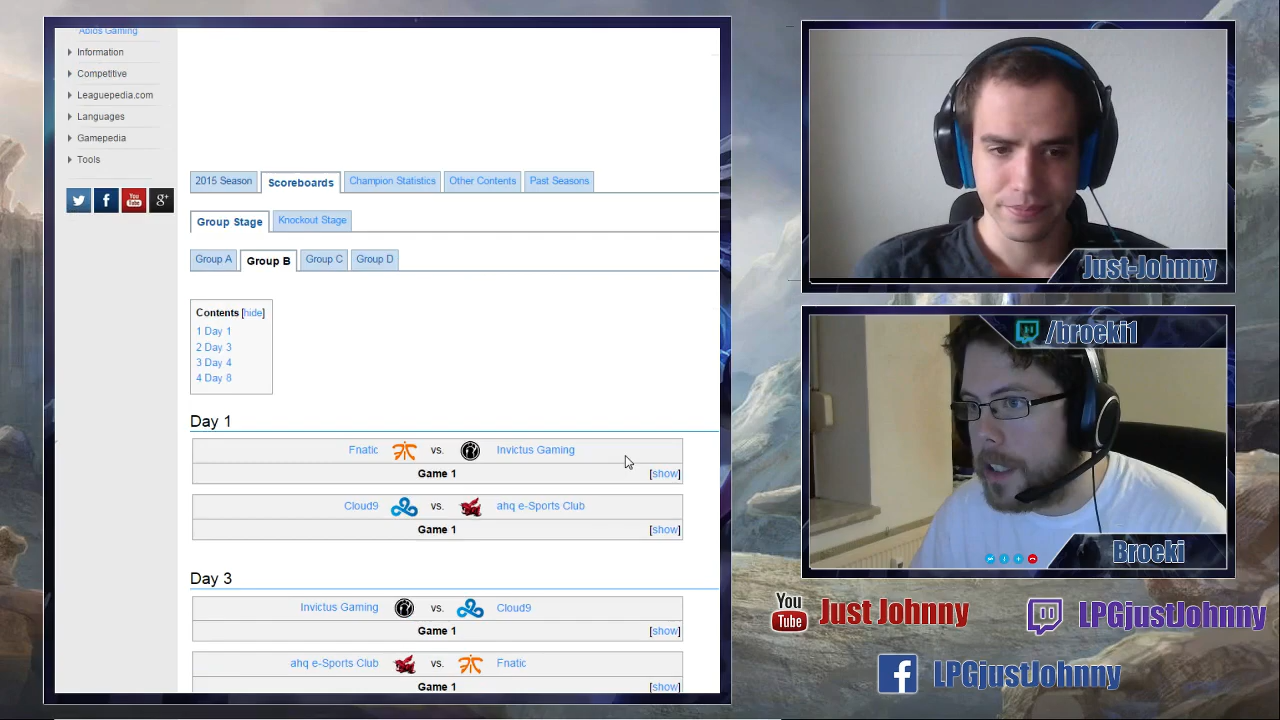 Abios Gaming
Information
Competitive
Leaguepedia.com
Languages
Gamepedia
Tools
You
Tube
2015 Season Scoreboards Champion Statistics Other Contents Past Seasons
Group Stage Knockout Stage
Group A Group B Group C Group D
Contents [hide]
1 Day 1
2 Day 3
3 Day 4
4 Day 8
Day 1
Fnatic vs. Invictus Gaming
Game 1 [show]
Cloud9 vs. ahq e-Sports Club
Game 1 [show]
Day 3
Invictus Gaming vs. Cloud9
Game 1 [show]
ahq e-Sports Club vs. Fnatic
Game 1 [show]
Just-Johnny
/broeki1
Broeki
You
Tube
Just Johnny
LPGjustJohnny
LPGjustJohnny